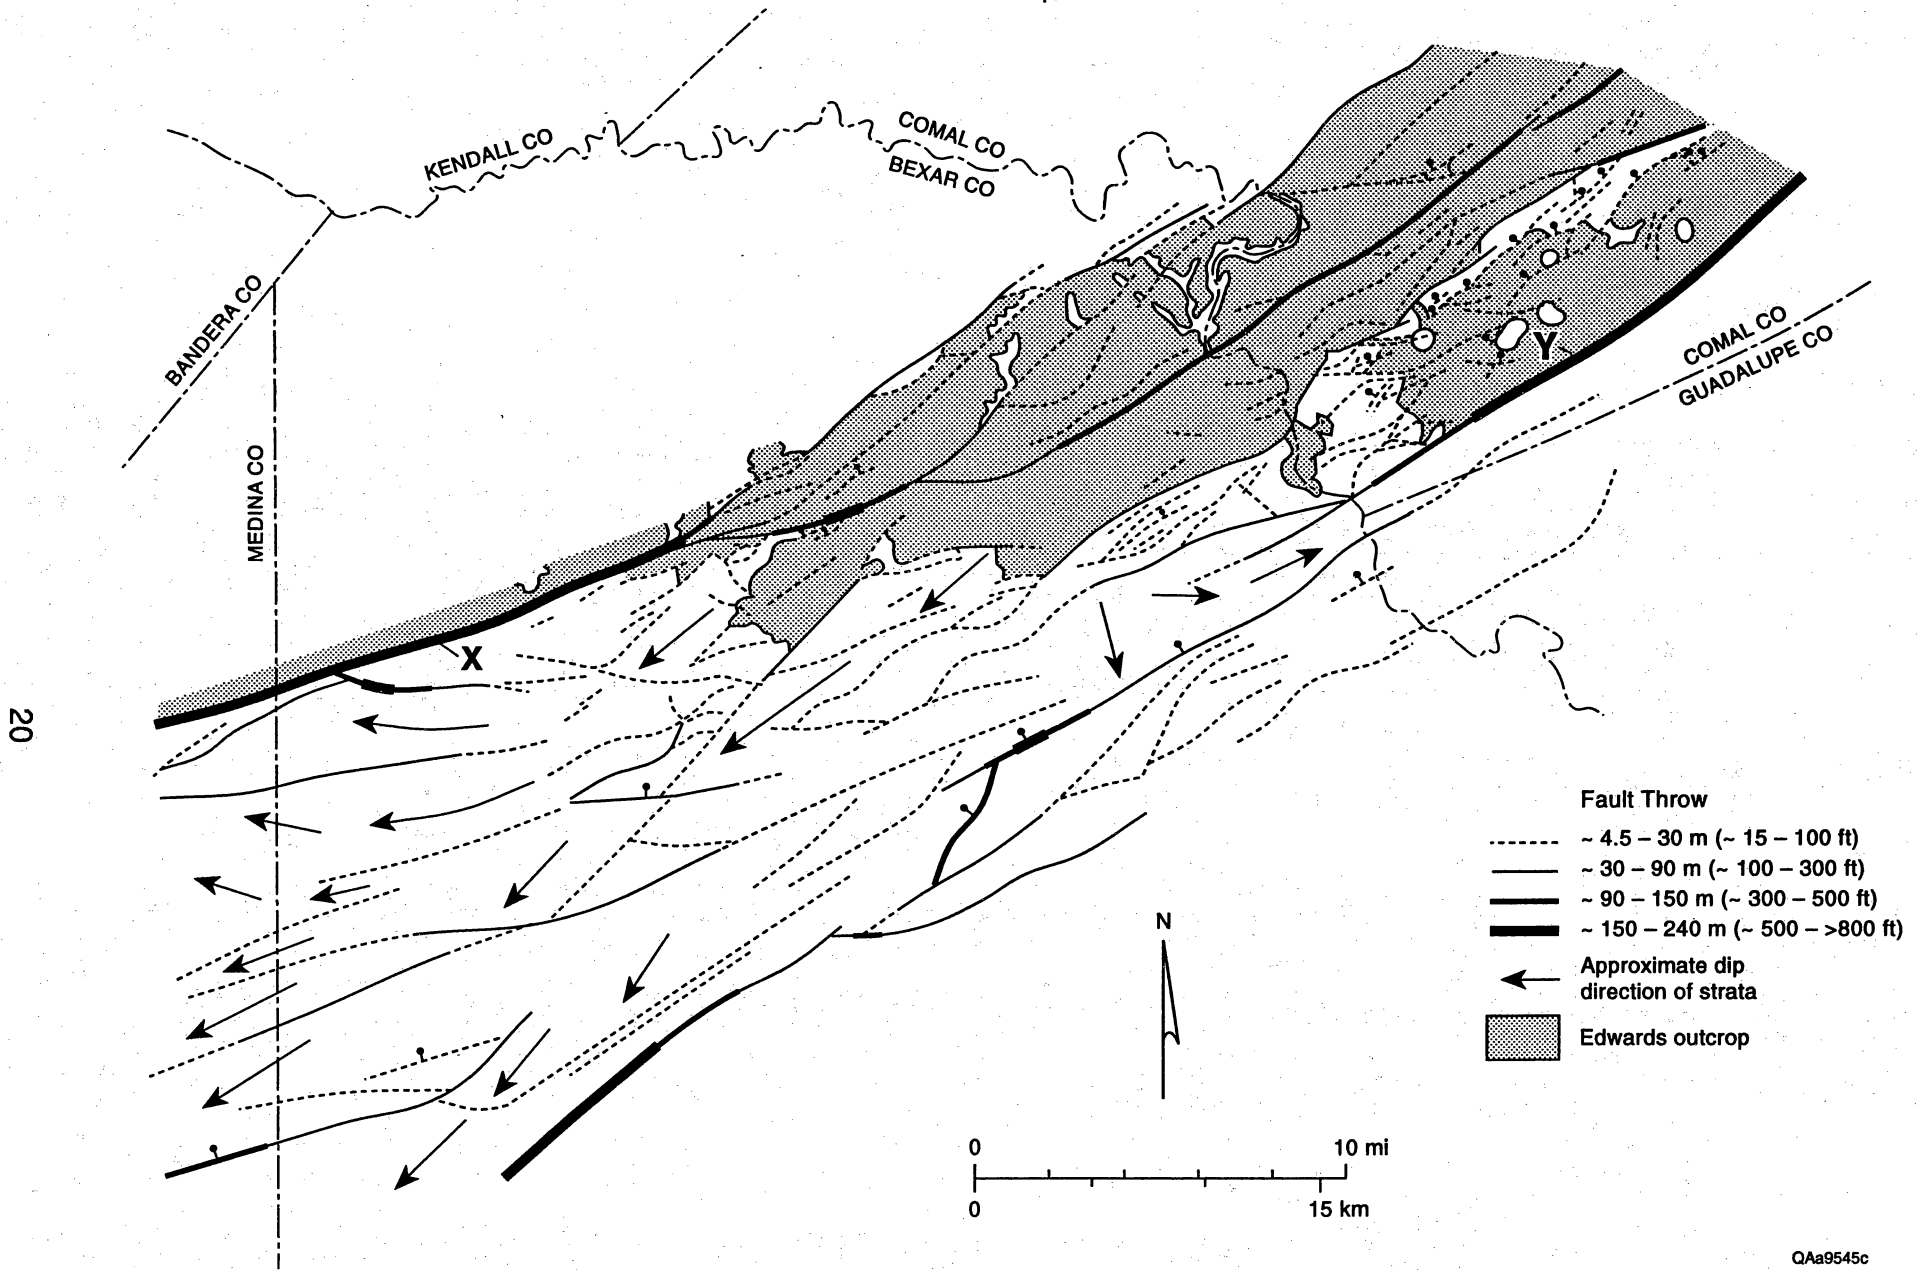 KENDALL CO
COMAL CO
BEXAR CO
BANDERA CO
MEDINA CO
COMAL CO
GUADALUPE CO
X
Y
20
Fault Throw
~ 4.5 – 30 m (~ 15 – 100 ft)
~ 30 – 90 m (~ 100 – 300 ft)
~ 90 – 150 m (~ 300 – 500 ft)
~ 150 – 240 m (~ 500 – >800 ft)
Approximate dip
direction of strata
Edwards outcrop
N
0 10 mi
0 15 km
QAa9545c